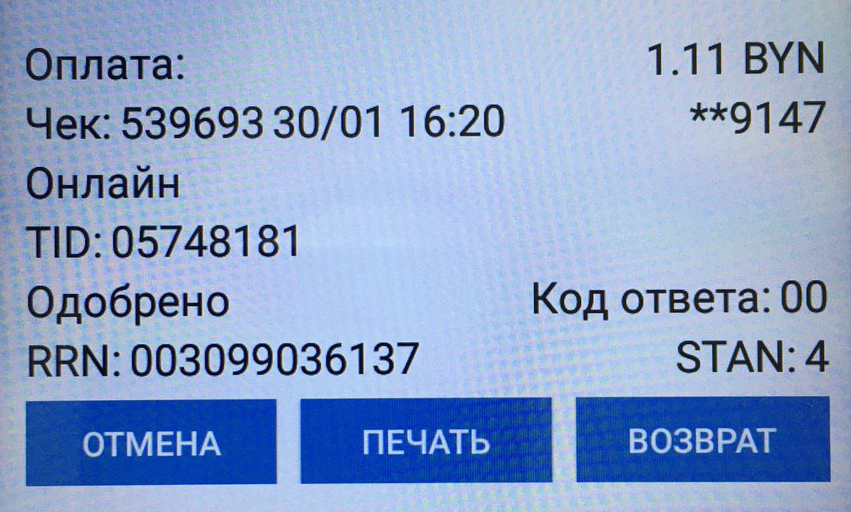 Оплата: 1.11 BYN
Чек: 539693 30/01 16:20 **9147
Онлайн
TID: 05748181
Одобрено Код ответа: 00
RRN: 003099036137 STAN: 4
ОТМЕНА ПЕЧАТЬ ВОЗВРАТ